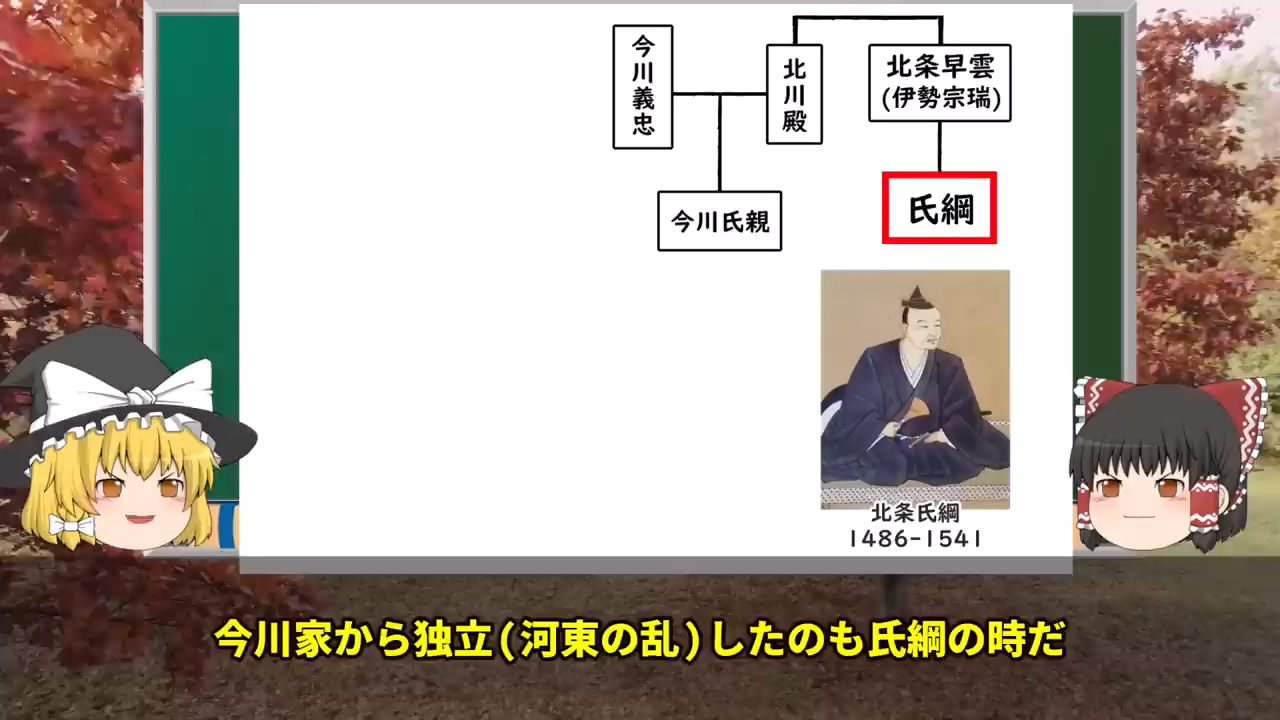 今川義忠
北川殿
北条早雲
(伊勢宗瑞)
今川氏親
氏綱
北条氏綱
1486-1541
今川家から独立(河東の乱)したのも氏綱の時だ